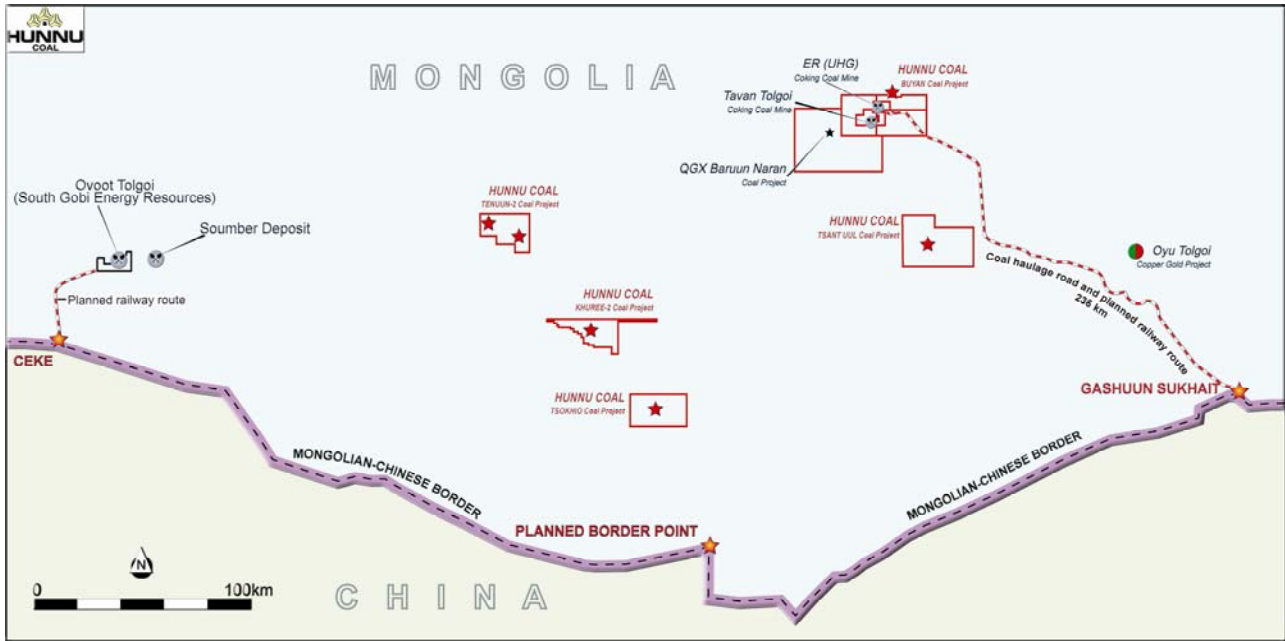 HUNNU
COAL
MONGOLIA
ER (UHG)
Coking Coal Mine
HUNNU COAL
BUYAN Coal Project
Tavan Tolgoi
Coking Coal Mine
QGX Baruun Naran
Coal Project
Ovoot Tolgoi
(South Gobi Energy Resources)
Soumber Deposit
HUNNU COAL
TENUUN-2 Coal Project
HUNNU COAL
TSANT UUL Coal Project
Oyu Tolgoi
Copper Gold Project
Planned railway route
Coal haulage road and planned railway route
236 km
HUNNU COAL
KHUREE-2 Coal Project
CEKE
GASHUUN SUKHAIT
HUNNU COAL
TSOKHIO Coal Project
MONGOLIAN-CHINESE BORDER
MONGOLIAN-CHINESE BORDER
PLANNED BORDER POINT
N
0 100km
CHINA